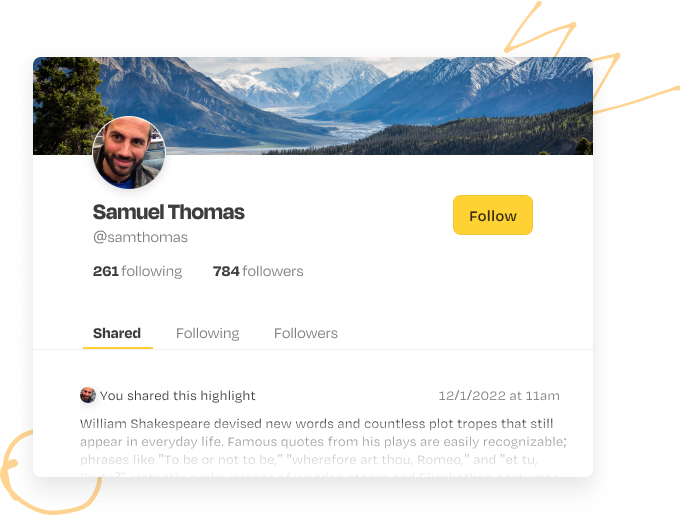 Samuel Thomas
Follow
@samthomas
261 following 784 followers
Shared Following Followers
You shared this highlight 12/1/2022 at 11am
William Shakespeare devised new words and countless plot tropes that still
appear in everyday life. Famous quotes from his plays are easily recognizable;
phrases like "To be or not to be," "wherefore art thou, Romeo," and "et tu,